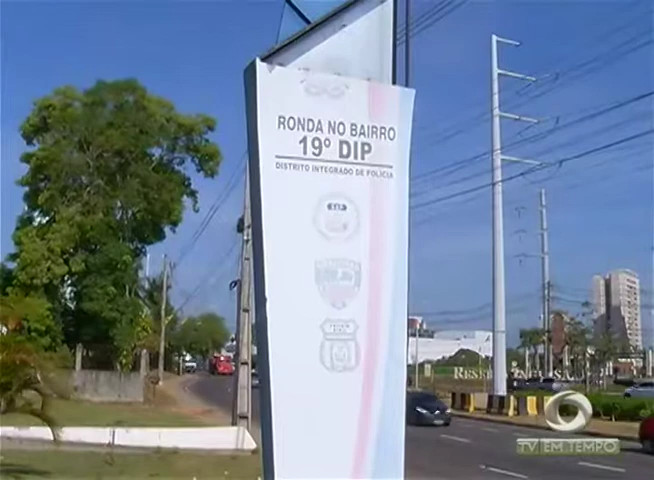 RONDA NO BAIRRO
19º DIP
DISTRITO INTEGRADO DE POLÍCIA
TV EM TEMPO